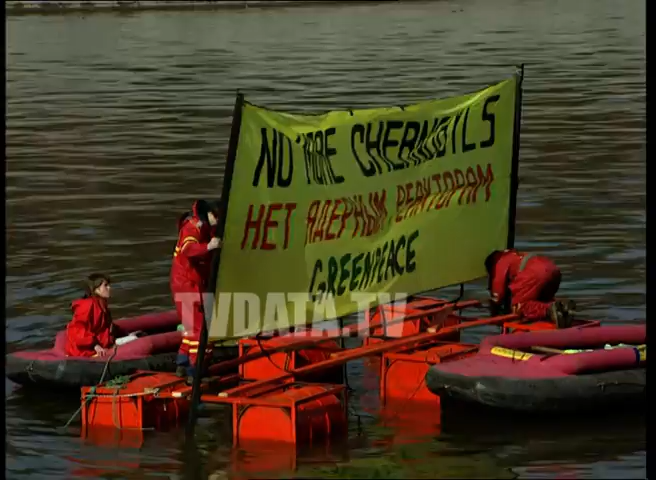 NO MORE CHERNOBYLS
НЕТ ЯДЕРНЫМ РЕАКТОРАМ
GREENPEACE
TVDATA.TV